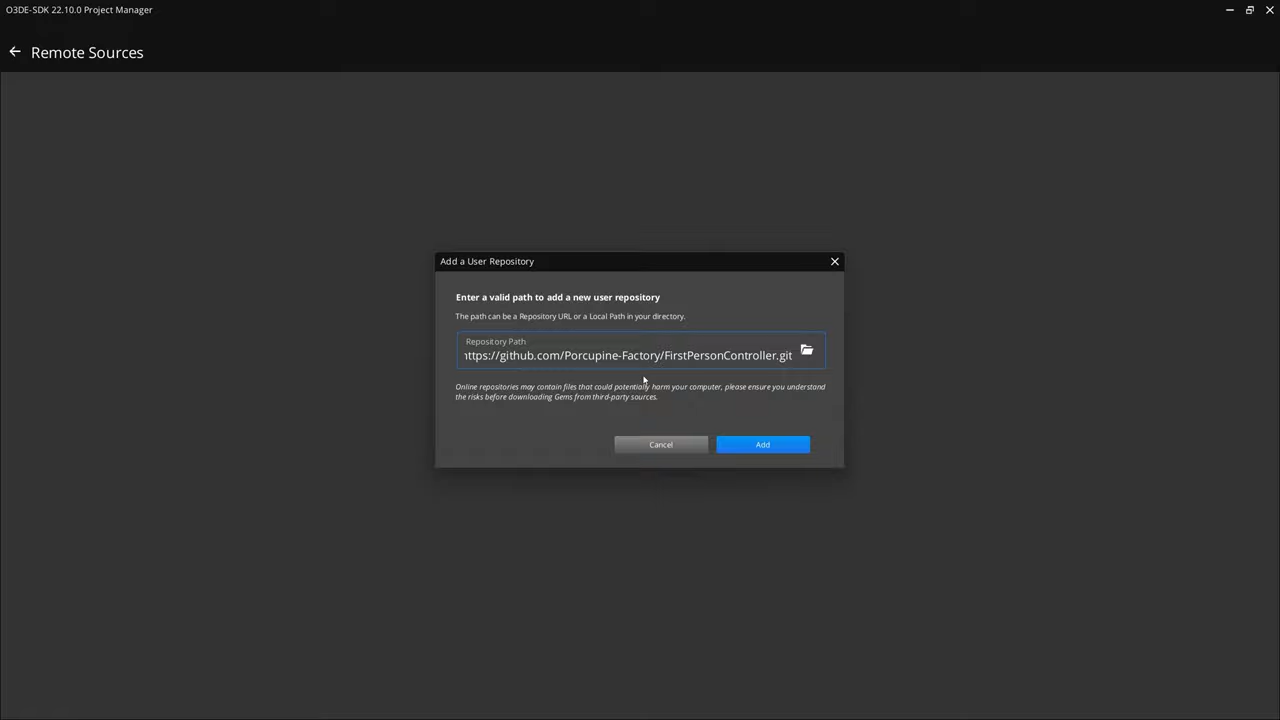 O3DE-SDK 22.10.0 Project Manager
Remote Sources
Add a User Repository
Enter a valid path to add a new user repository
The path can be a Repository URL or a Local Path in your directory.
Repository Path
ttps://github.com/Porcupine-Factory/FirstPersonController.git
Online repositories may contain files that could potentially harm your computer, please ensure you understand
the risks before downloading Gems from third-party sources.
Cancel
Add